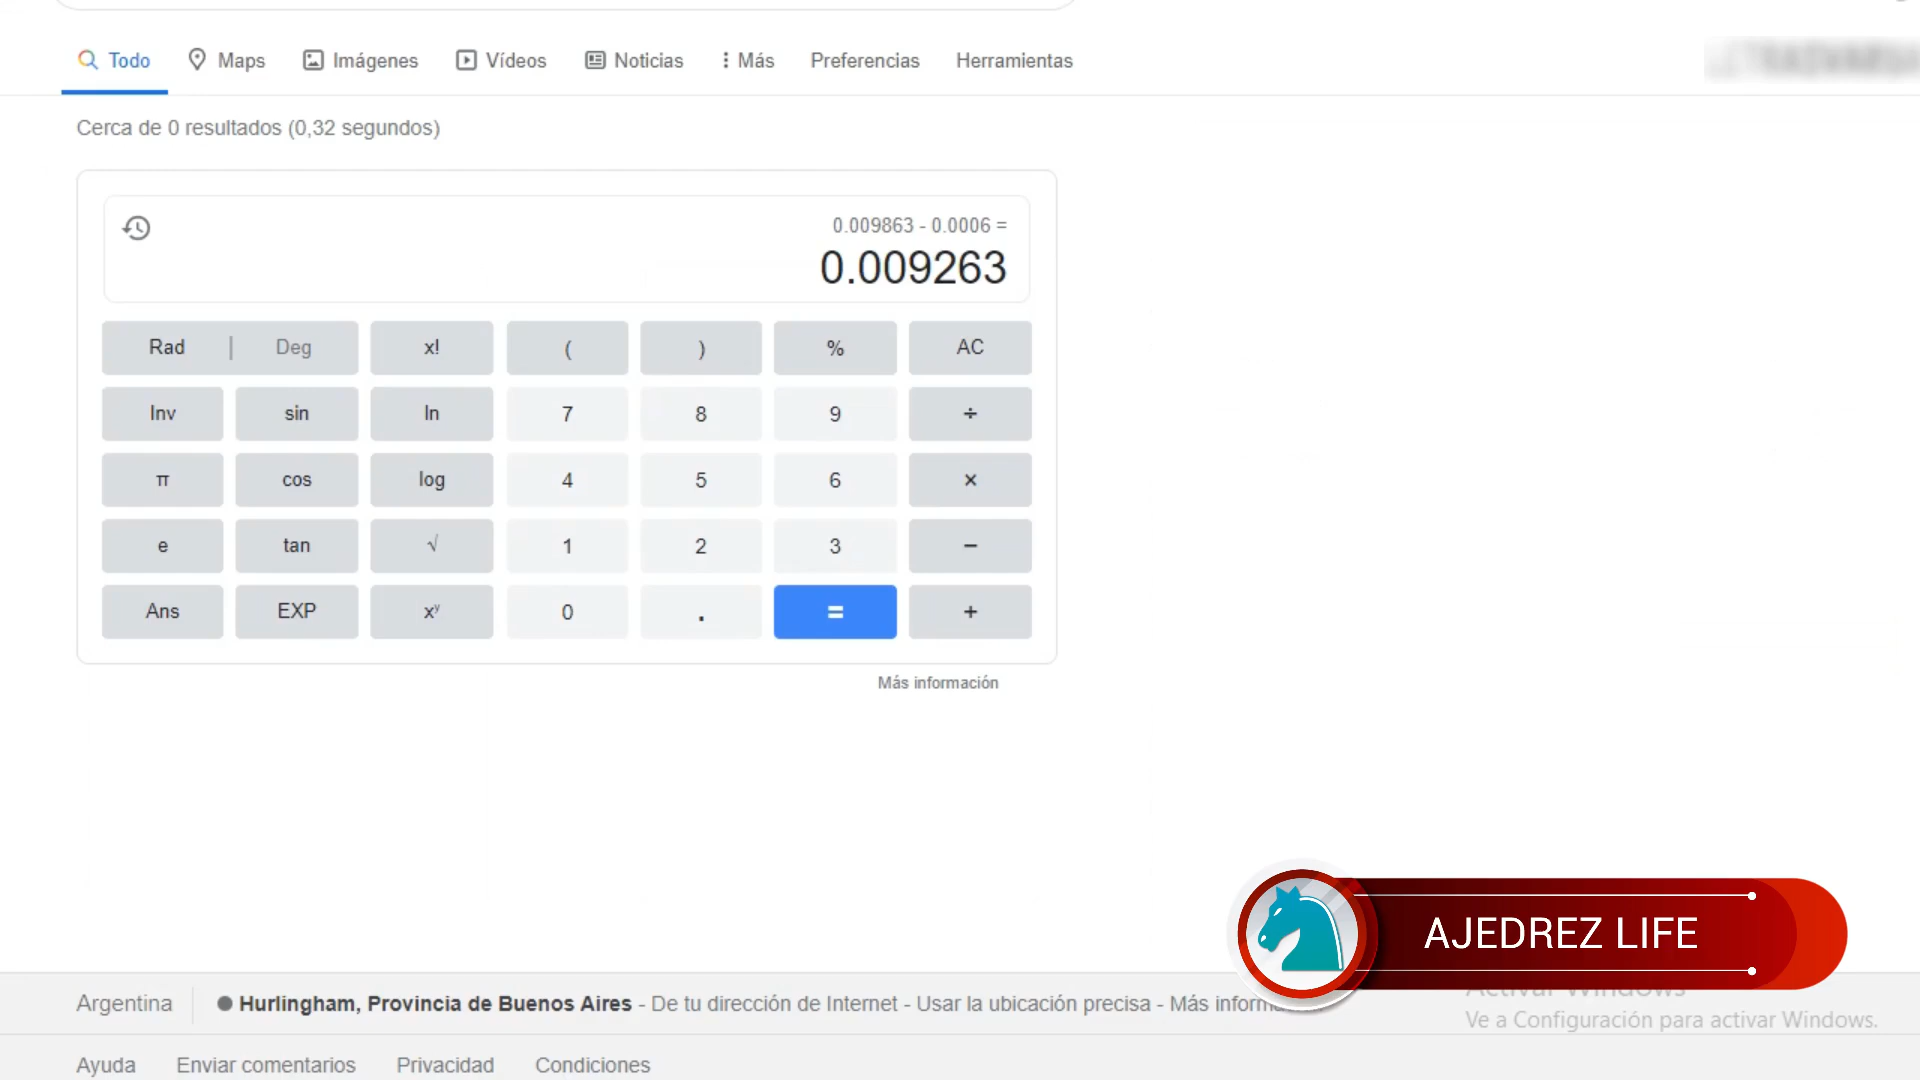 Todo Maps Imágenes Vídeos Noticias Más Preferencias Herramientas
Cerca de 0 resultados (0,32 segundos)
0.009863 - 0.0006 =
0.009263
Rad | Deg x! ( ) % AC
Inv sin ln 7 8 9 ÷
π cos log 4 5 6 ×
e tan √ 1 2 3 −
Ans EXP xʸ 0 . = +
Más información
AJEDREZ LIFE
Argentina Hurlingham, Provincia de Buenos Aires - De tu dirección de Internet - Usar la ubicación precisa - Más
Activar Windows
Ve a Configuración para activar Windows.
Ayuda Enviar comentarios Privacidad Condiciones